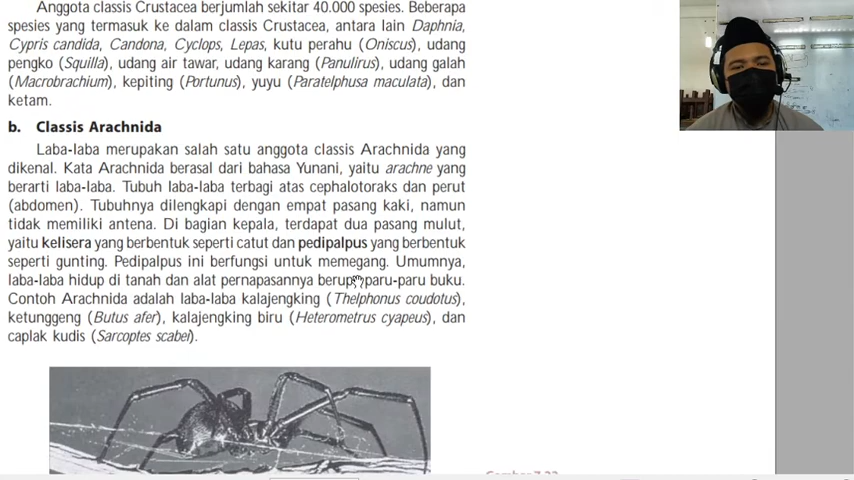 Anggota classis Crustacea berjumlah sekitar 40.000 spesies. Beberapa
spesies yang termasuk ke dalam classis Crustacea, antara lain Daphnia,
Cypris candida, Candona, Cyclops, Lepas, kutu perahu (Oniscus), udang
pengko (Squilla), udang air tawar, udang karang (Panulirus), udang galah
(Macrobrachium), kepiting (Portunus), yuyu (Paratelphusa maculata), dan
ketam.
b. Classis Arachnida
Laba-laba merupakan salah satu anggota classis Arachnida yang
dikenal. Kata Arachnida berasal dari bahasa Yunani, yaitu arachne yang
berarti laba-laba. Tubuh laba-laba terbagi atas cephalotoraks dan perut
(abdomen). Tubuhnya dilengkapi dengan empat pasang kaki, namun
tidak memiliki antena. Di bagian kepala, terdapat dua pasang mulut,
yaitu kelisera yang berbentuk seperti catut dan pedipalpus yang berbentuk
seperti gunting. Pedipalpus ini berfungsi untuk memegang. Umumnya,
laba-laba hidup di tanah dan alat pernapasannya berupa paru-paru buku.
Contoh Arachnida adalah laba-laba kalajengking (Thelphonus coudotus),
ketunggeng (Butus afer), kalajengking biru (Heterometrus cyapeus), dan
caplak kudis (Sarcoptes scabei).